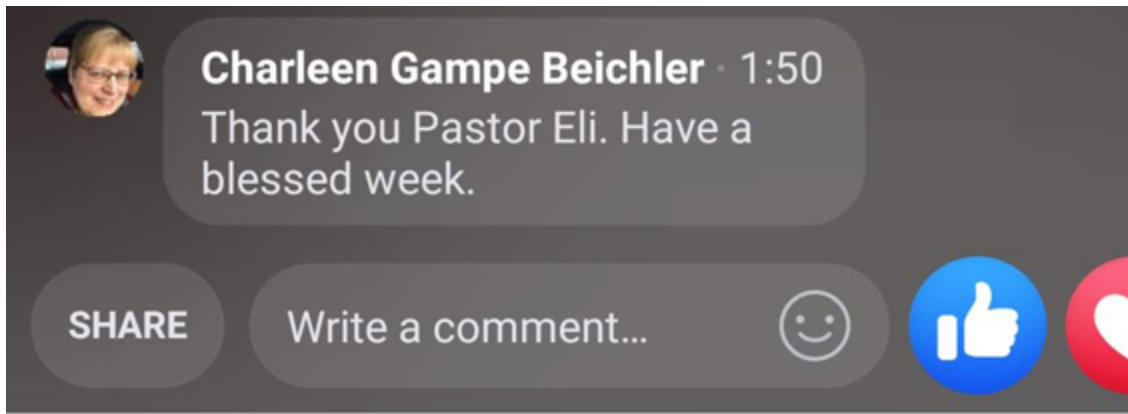 Charleen Gampe Beichler · 1:50
Thank you Pastor Eli. Have a
blessed week.
SHARE
Write a comment...